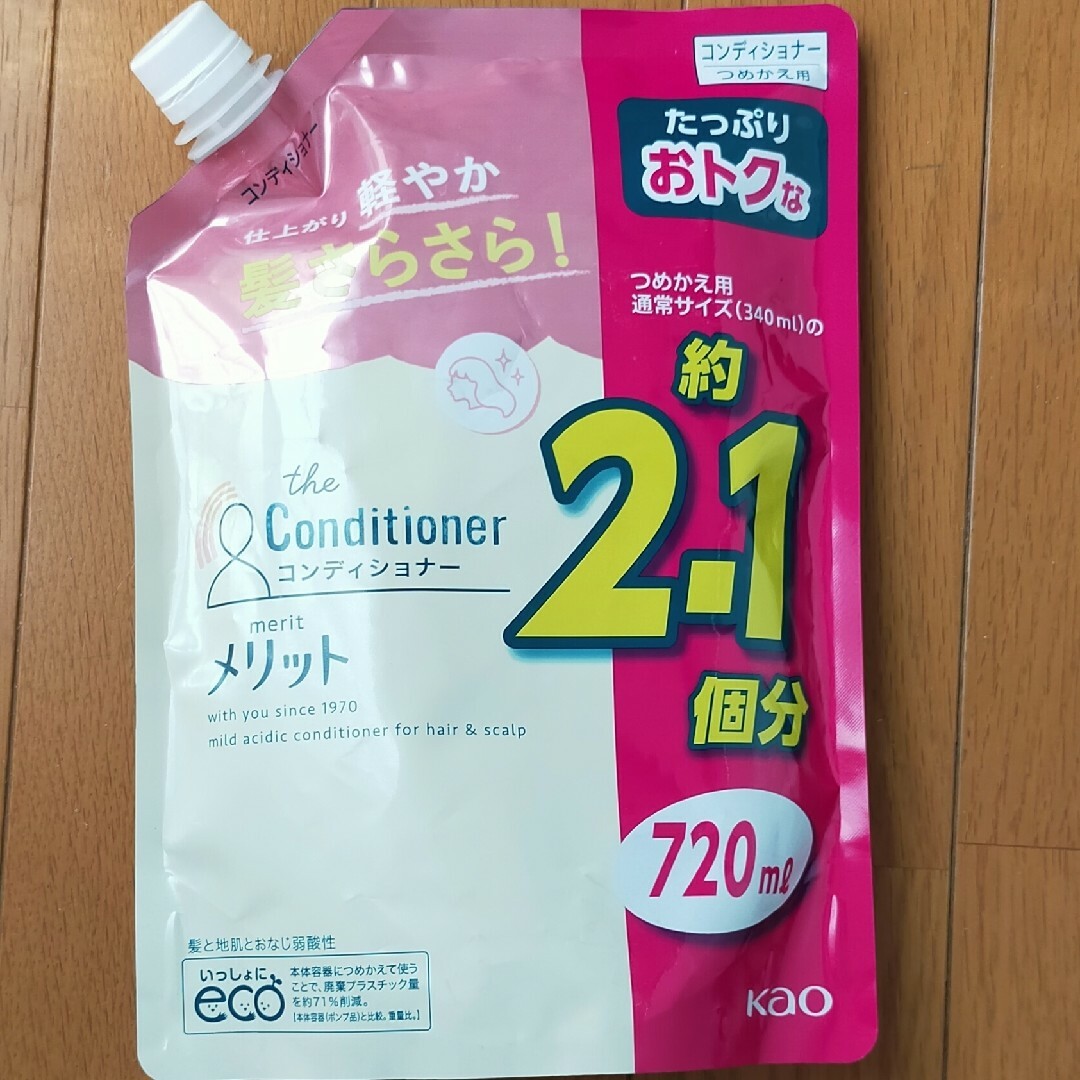 コンディショナー
つめかえ用
たっぷり
おトクな
コンディショナー
仕上がり 軽やか
髪さらさら!
つめかえ用
通常サイズ(340ml)の
約
2.1
個分
720ml
the
Conditioner
コンディショナー
merit
メリット
with you since 1970
mild acidic conditioner for hair & scalp
髪と地肌とおなじ弱酸性
いっしょに
eco
本体容器につめかえて使う
ことで、廃棄プラスチック量
を約71%削減。
【本体容器(ポンプ品)と比較。重量比。】
Kao